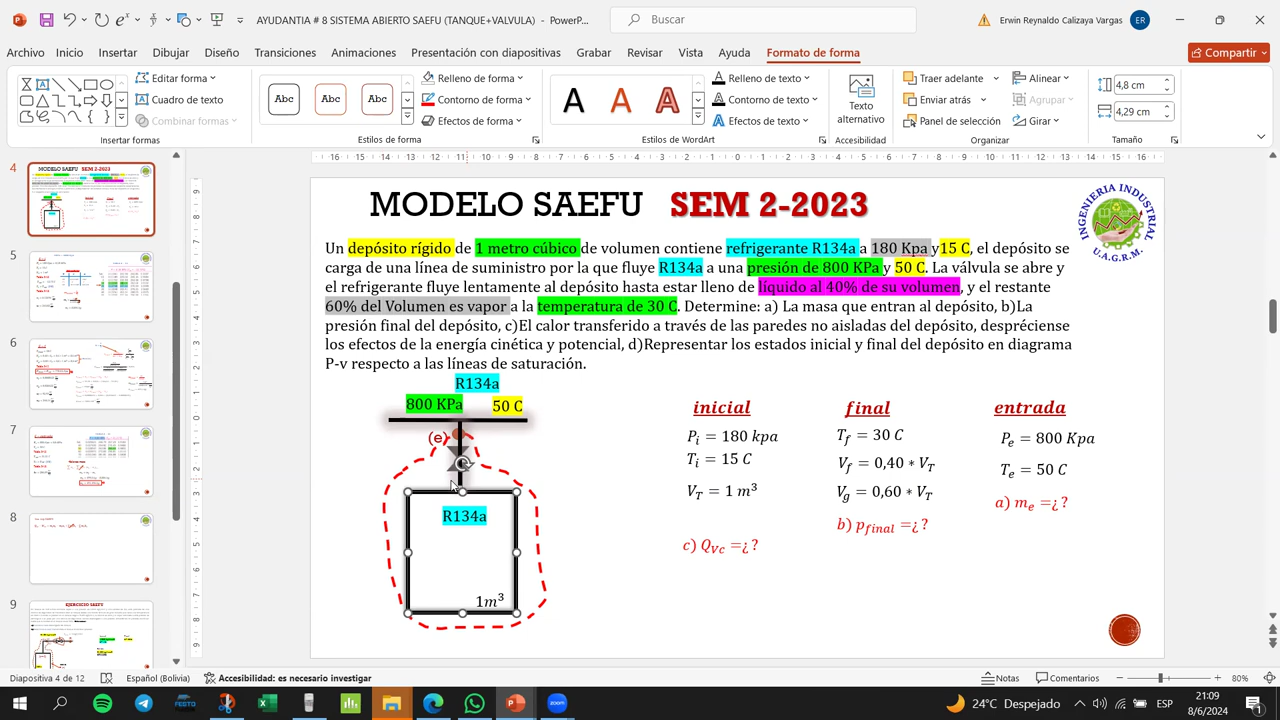 AYUDANTIA # 8 SISTEMA ABIERTO SAEFU (TANQUE+VALVULA) - PowerP...
Buscar
Erwin Reynaldo Calizaya Vargas
ER
Archivo Inicio Insertar Dibujar Diseño Transiciones Animaciones Presentación con diapositivas Grabar Revisar Vista Ayuda Formato de forma
Compartir
Editar forma
Cuadro de texto
Combinar formas
Insertar formas
Abc Abc Abc
Relleno de forma
Contorno de forma
Efectos de forma
Estilos de forma
A A A
Relleno de texto
Contorno de texto
Efectos de texto
Estilos de WordArt
Texto alternativo
Accesibilidad
Traer adelante
Enviar atrás
Panel de selección
Alinear
Agrupar
Girar
Organizar
4,8 cm
4,29 cm
Tamaño
4
6
7
8
9
MODELO SAEFU SEM 2-2023
EJERCICIO SAEFU
MODELO SAEFU SEM 2-2023
INGENIERIA INDUSTRIAL
U.A.G.R.M.
Un depósito rígido de 1 metro cúbico de volumen contiene refrigerante R134a a 180 Kpa y 15 C, el depósito se
carga de una línea de suministro por la que fluye R134a a una presión de 800 KPa y 50 C. La válvula se abre y
el refrigerante fluye lentamente al depósito hasta estar lleno de líquido al 40% de su volumen, y el restante
60% del Volumen es vapor a la temperatura de 30 C. Determine: a) La masa que entran al depósito, b)La
presión final del depósito, c)El calor transferido a través de las paredes no aisladas del depósito, despréciense
los efectos de la energía cinética y potencial, d)Representar los estados inicial y final del depósito en diagrama
P-v respecto a las líneas de saturación.
R134a
800 KPa 50 C
(e)
R134a
1m³
inicial
P_i = 180 kpa
T_i = 15 C
V_T = 1 m³
c) Q_Vc =¿?
final
T_f = 30 C
V_f = 0,40 * V_T
V_g = 0,60 * V_T
b) p_final =¿?
entrada
P_e = 800 Kpa
T_e = 50 C
a) m_e =¿?
Diapositiva 4 de 12
Español (Bolivia)
Accesibilidad: es necesario investigar
Notas
Comentarios
80%
FESTO
zoom
24°C Despejado
ESP
21:09
8/6/2024